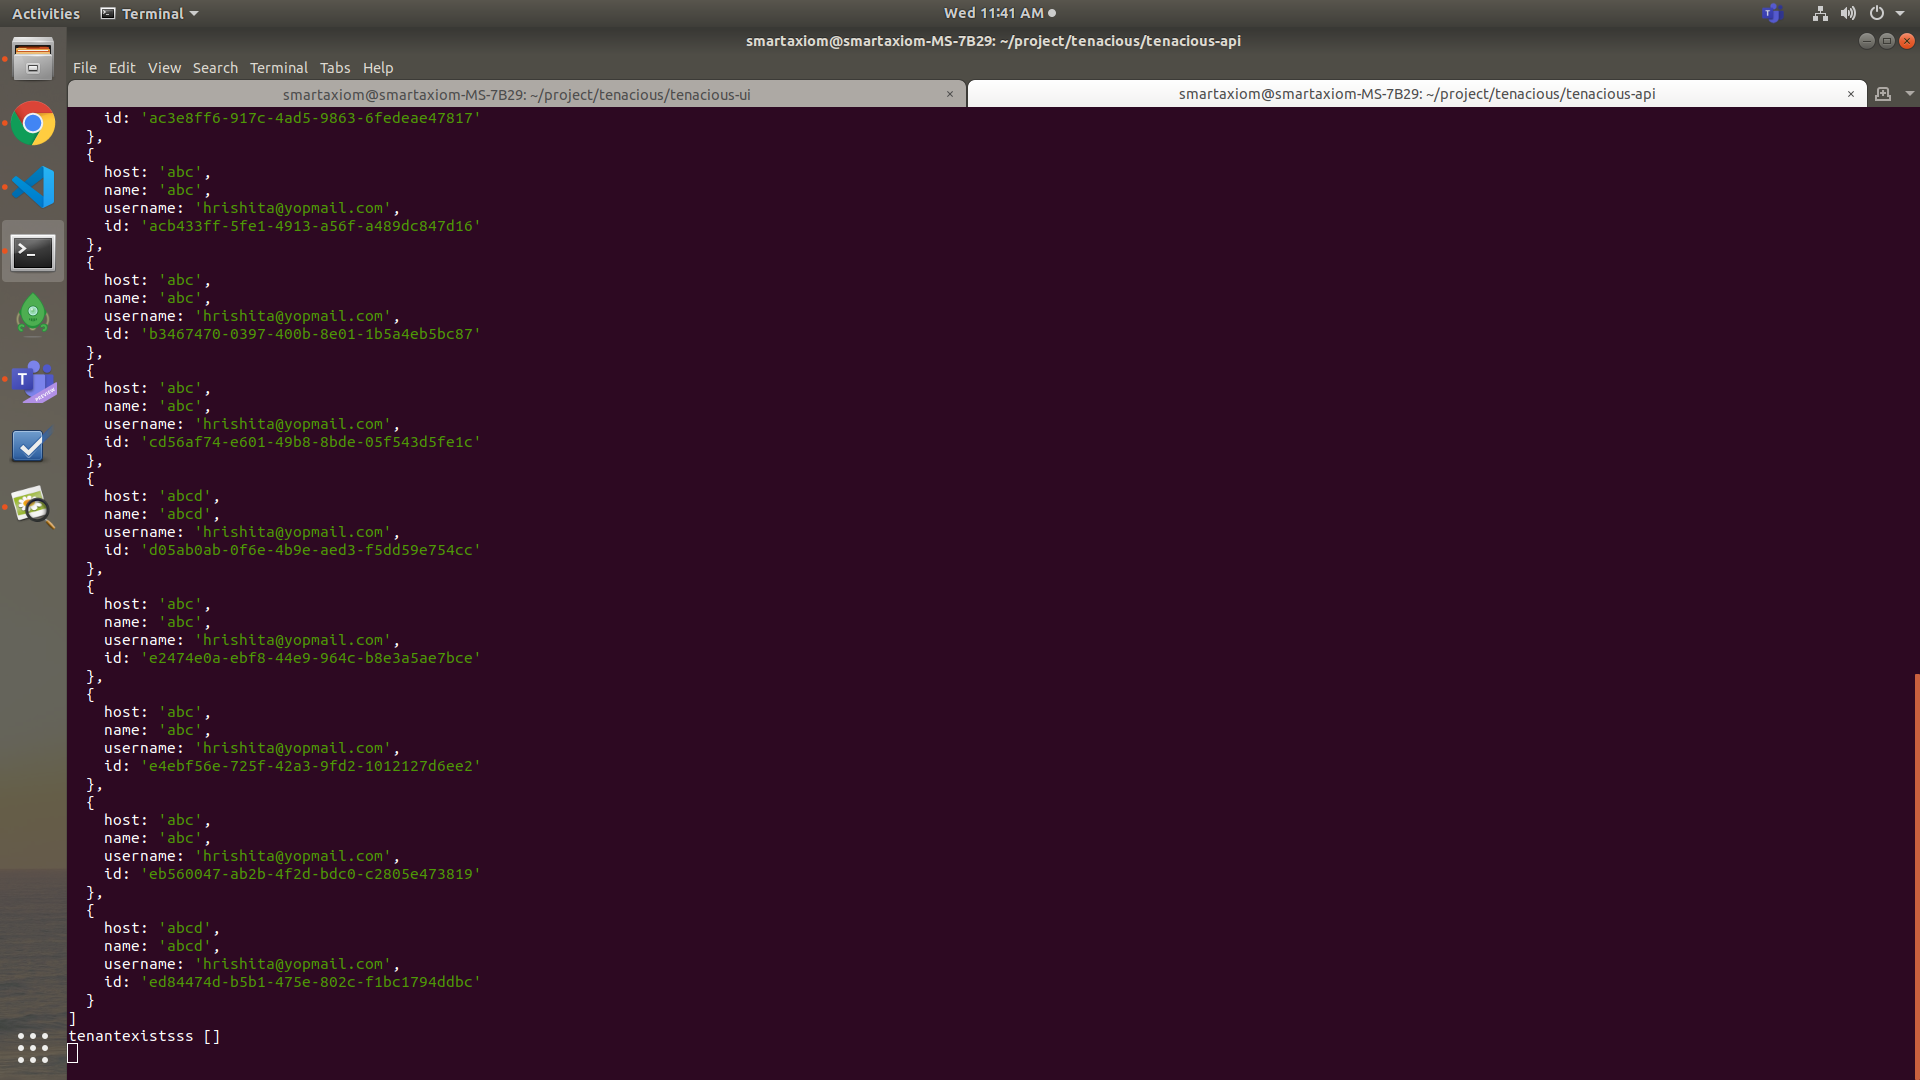 Activities
Terminal
Wed 11:41 AM
smartaxiom@smartaxiom-MS-7B29: ~/project/tenacious/tenacious-api
File Edit View Search Terminal Tabs Help
smartaxiom@smartaxiom-MS-7B29: ~/project/tenacious/tenacious-ui
smartaxiom@smartaxiom-MS-7B29: ~/project/tenacious/tenacious-api
    id: 'ac3e8ff6-917c-4ad5-9863-6fedeae47817'
  },
  {
    host: 'abc',
    name: 'abc',
    username: 'hrishita@yopmail.com',
    id: 'acb433ff-5fe1-4913-a56f-a489dc847d16'
  },
  {
    host: 'abc',
    name: 'abc',
    username: 'hrishita@yopmail.com',
    id: 'b3467470-0397-400b-8e01-1b5a4eb5bc87'
  },
  {
    host: 'abc',
    name: 'abc',
    username: 'hrishita@yopmail.com',
    id: 'cd56af74-e601-49b8-8bde-05f543d5fe1c'
  },
  {
    host: 'abcd',
    name: 'abcd',
    username: 'hrishita@yopmail.com',
    id: 'd05ab0ab-0f6e-4b9e-aed3-f5dd59e754cc'
  },
  {
    host: 'abc',
    name: 'abc',
    username: 'hrishita@yopmail.com',
    id: 'e2474e0a-ebf8-44e9-964c-b8e3a5ae7bce'
  },
  {
    host: 'abc',
    name: 'abc',
    username: 'hrishita@yopmail.com',
    id: 'e4ebf56e-725f-42a3-9fd2-1012127d6ee2'
  },
  {
    host: 'abc',
    name: 'abc',
    username: 'hrishita@yopmail.com',
    id: 'eb560047-ab2b-4f2d-bdc0-c2805e473819'
  },
  {
    host: 'abcd',
    name: 'abcd',
    username: 'hrishita@yopmail.com',
    id: 'ed84474d-b5b1-475e-802c-f1bc1794ddbc'
  }
]
tenantexistsss []